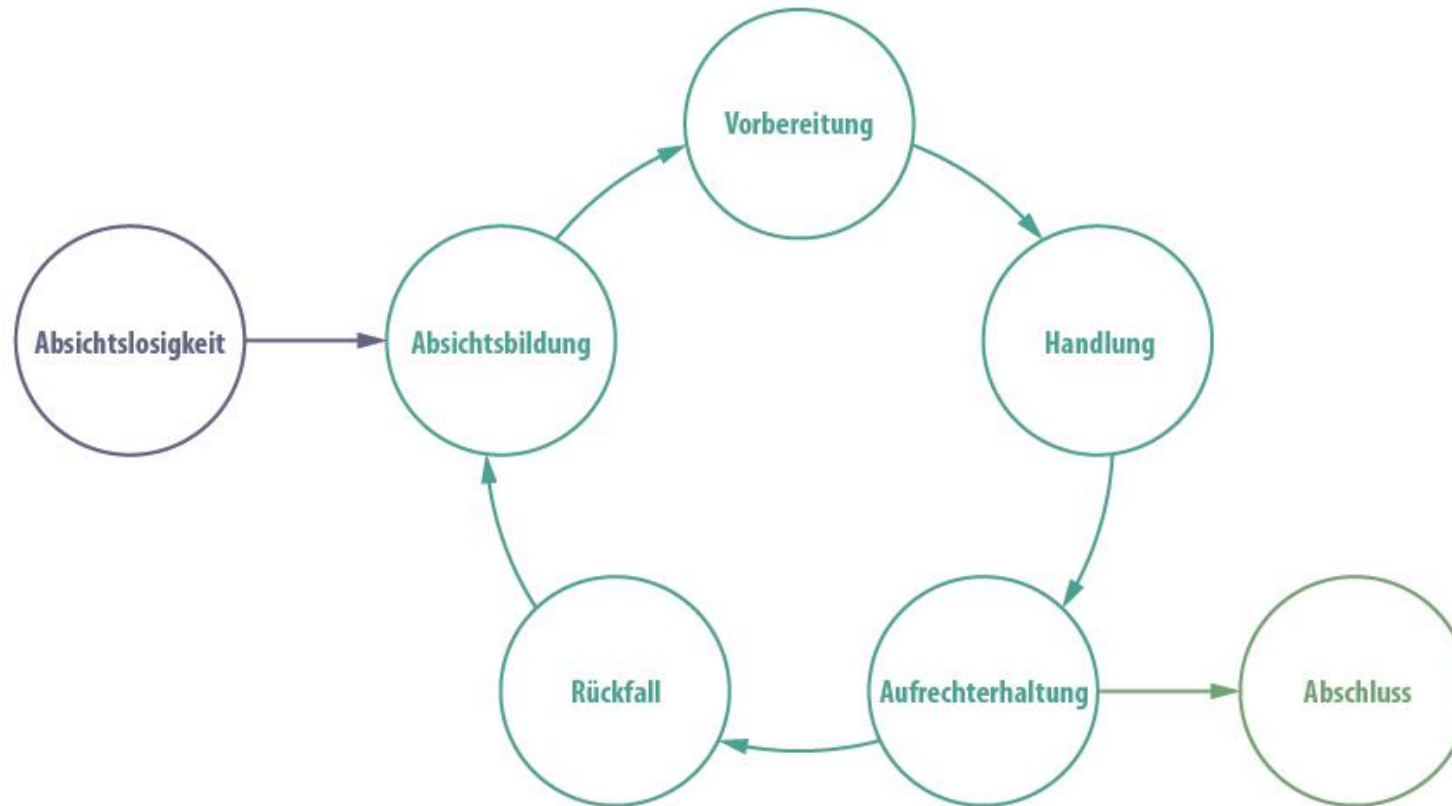 Vorbereitung
Absichtslosigkeit
Absichtsbildung
Handlung
Rückfall
Aufrechterhaltung
Abschluss